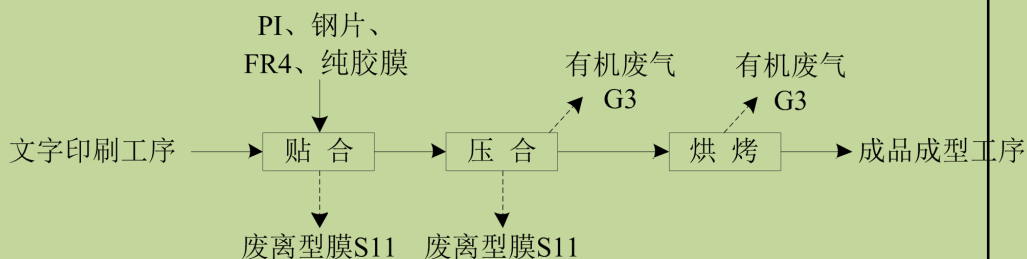 PI、钢片、
FR4、纯胶膜
有机废气
G3
有机废气
G3
文字印刷工序
贴 合
压 合
烘 烤
成品成型工序
废离型膜S11
废离型膜S11